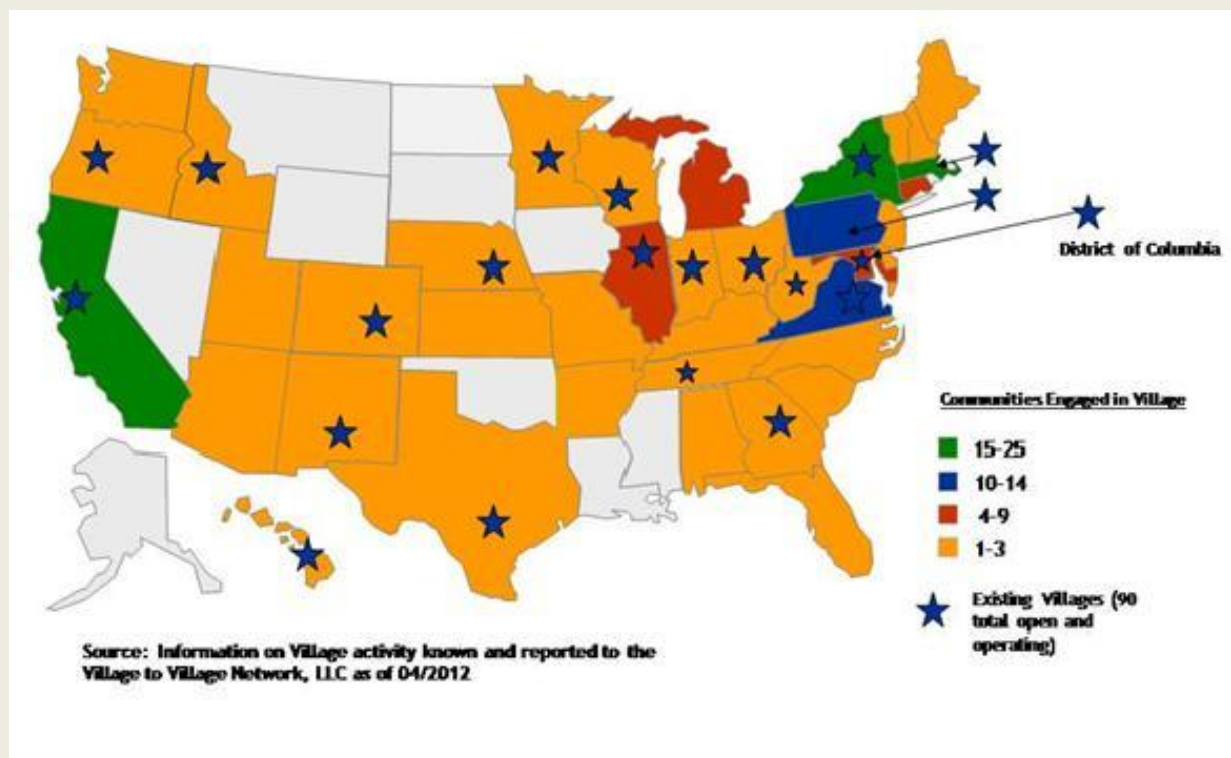 District of Columbia
Communities Engaged in Village
15-25
10-14
4-9
1-3
Existing Villages (90
total open and
operating)
Source: Information on Village activity known and reported to the
Village to Village Network, LLC as of 04/2012